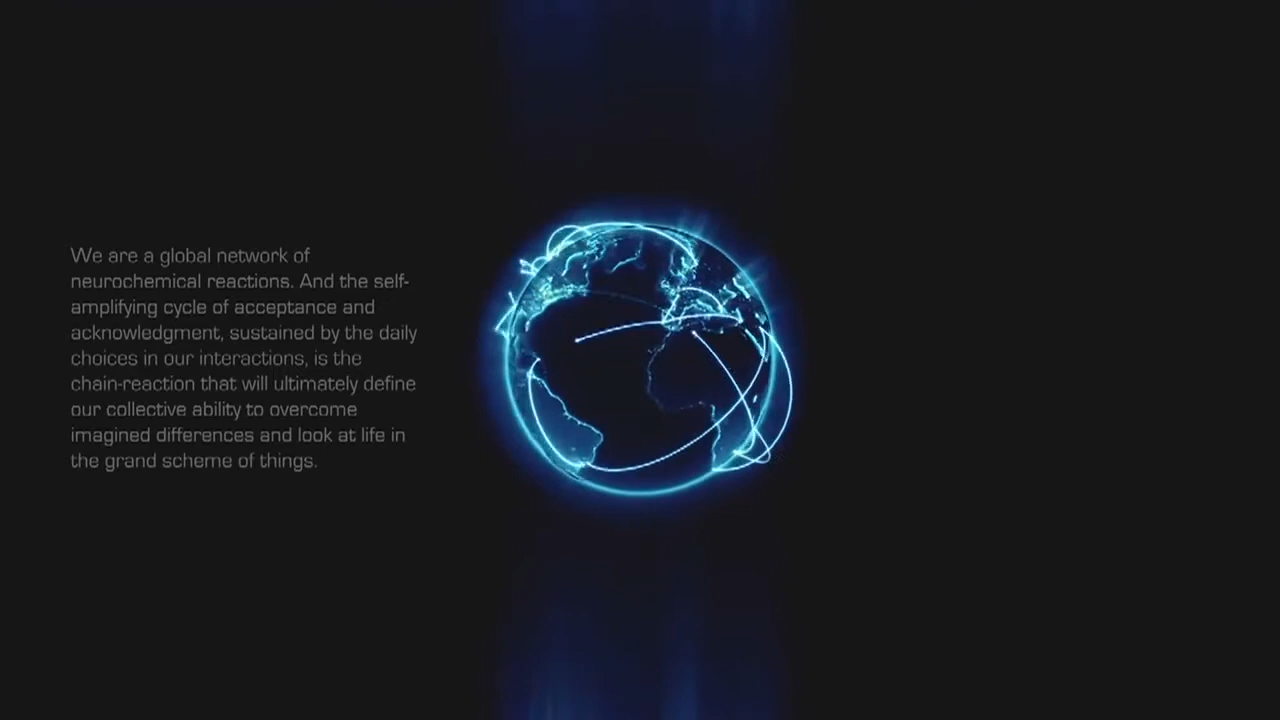 We are a global network of
neurochemical reactions. And the self-
amplifying cycle of acceptance and
acknowledgment, sustained by the daily
choices in our interactions, is the
chain-reaction that will ultimately define
our collective ability to overcome
imagined differences and look at life in
the grand scheme of things.